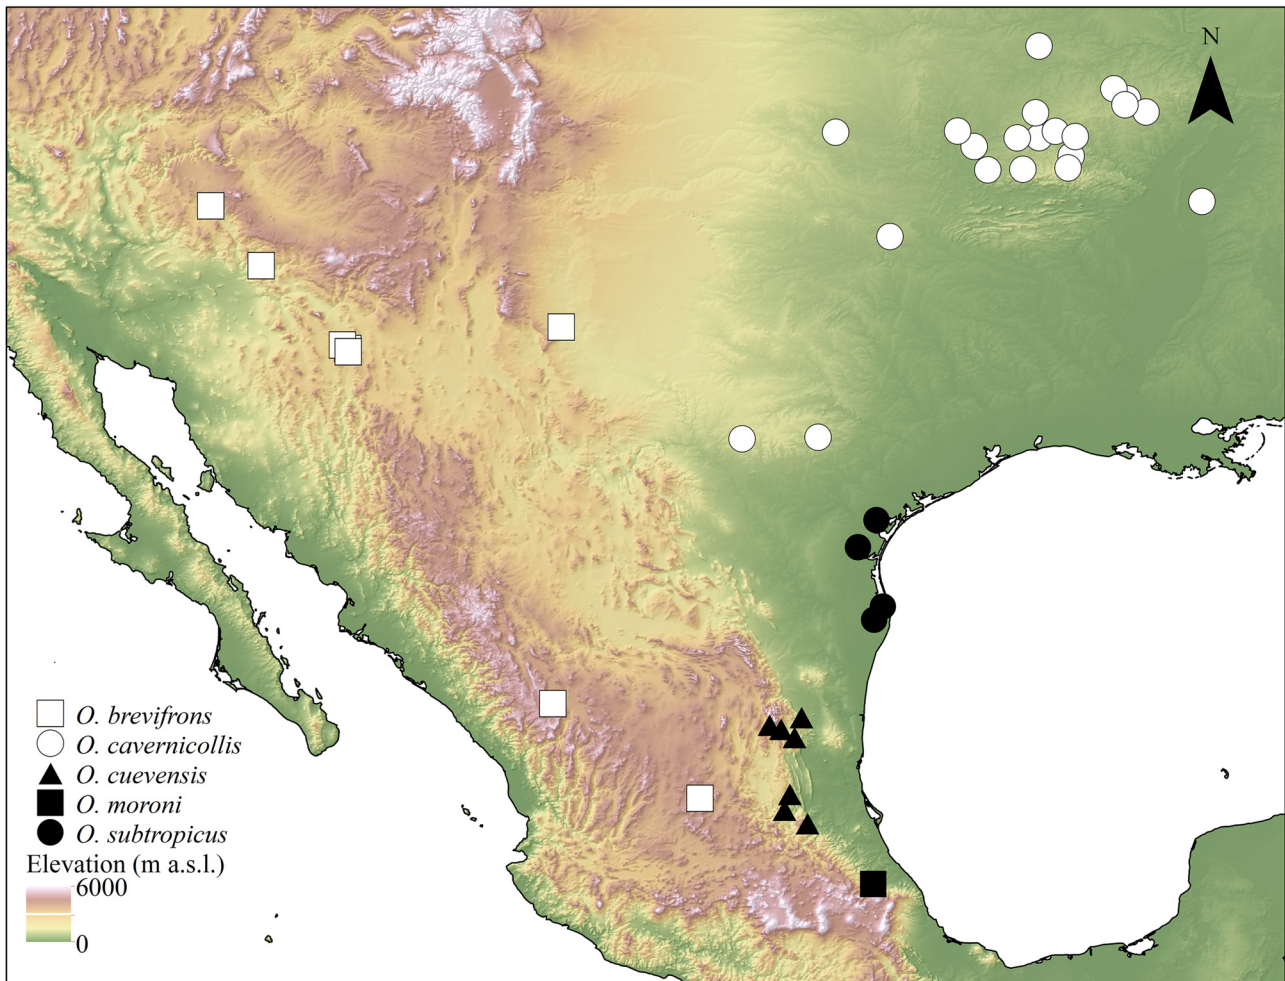 N
O. brevifrons
O. cavernicollis
O. cuevensis
O. moroni
O. subtropicus
Elevation (m a.s.l.)
6000
0